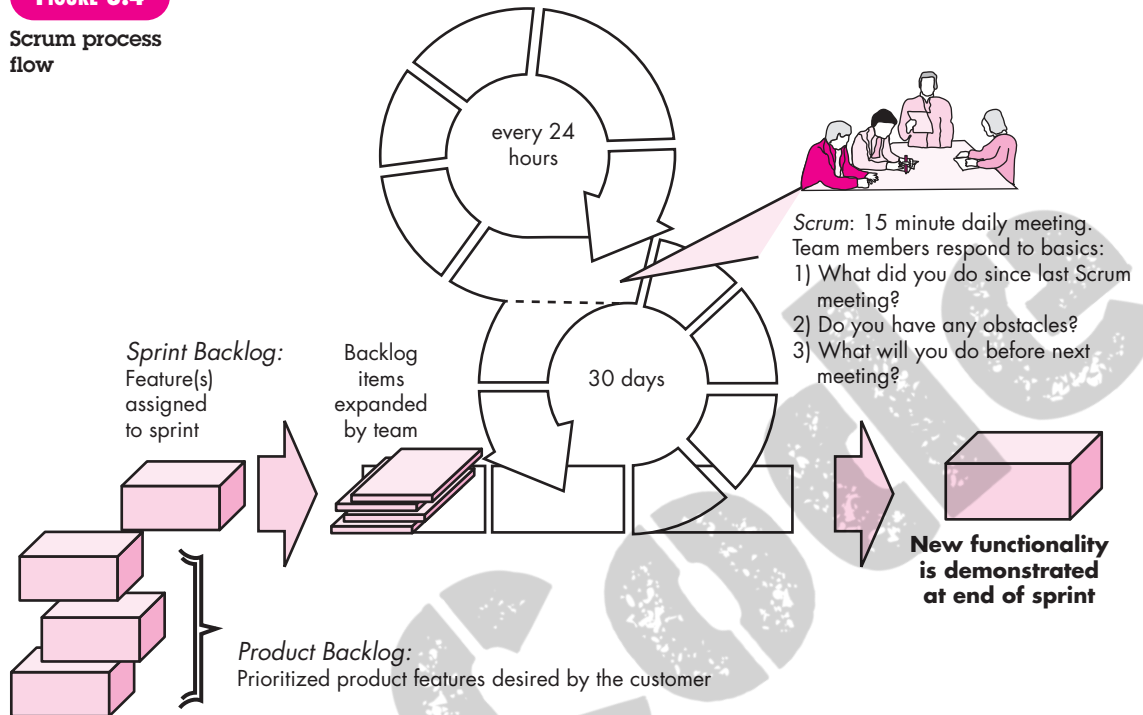 Scrum process
flow
every 24
hours
Scrum: 15 minute daily meeting.
Team members respond to basics:
1) What did you do since last Scrum
meeting?
2) Do you have any obstacles?
3) What will you do before next
meeting?
Sprint Backlog:
Feature(s)
assigned
to sprint
Backlog
items
expanded
by team
30 days
New functionality
is demonstrated
at end of sprint
Product Backlog:
Prioritized product features desired by the customer